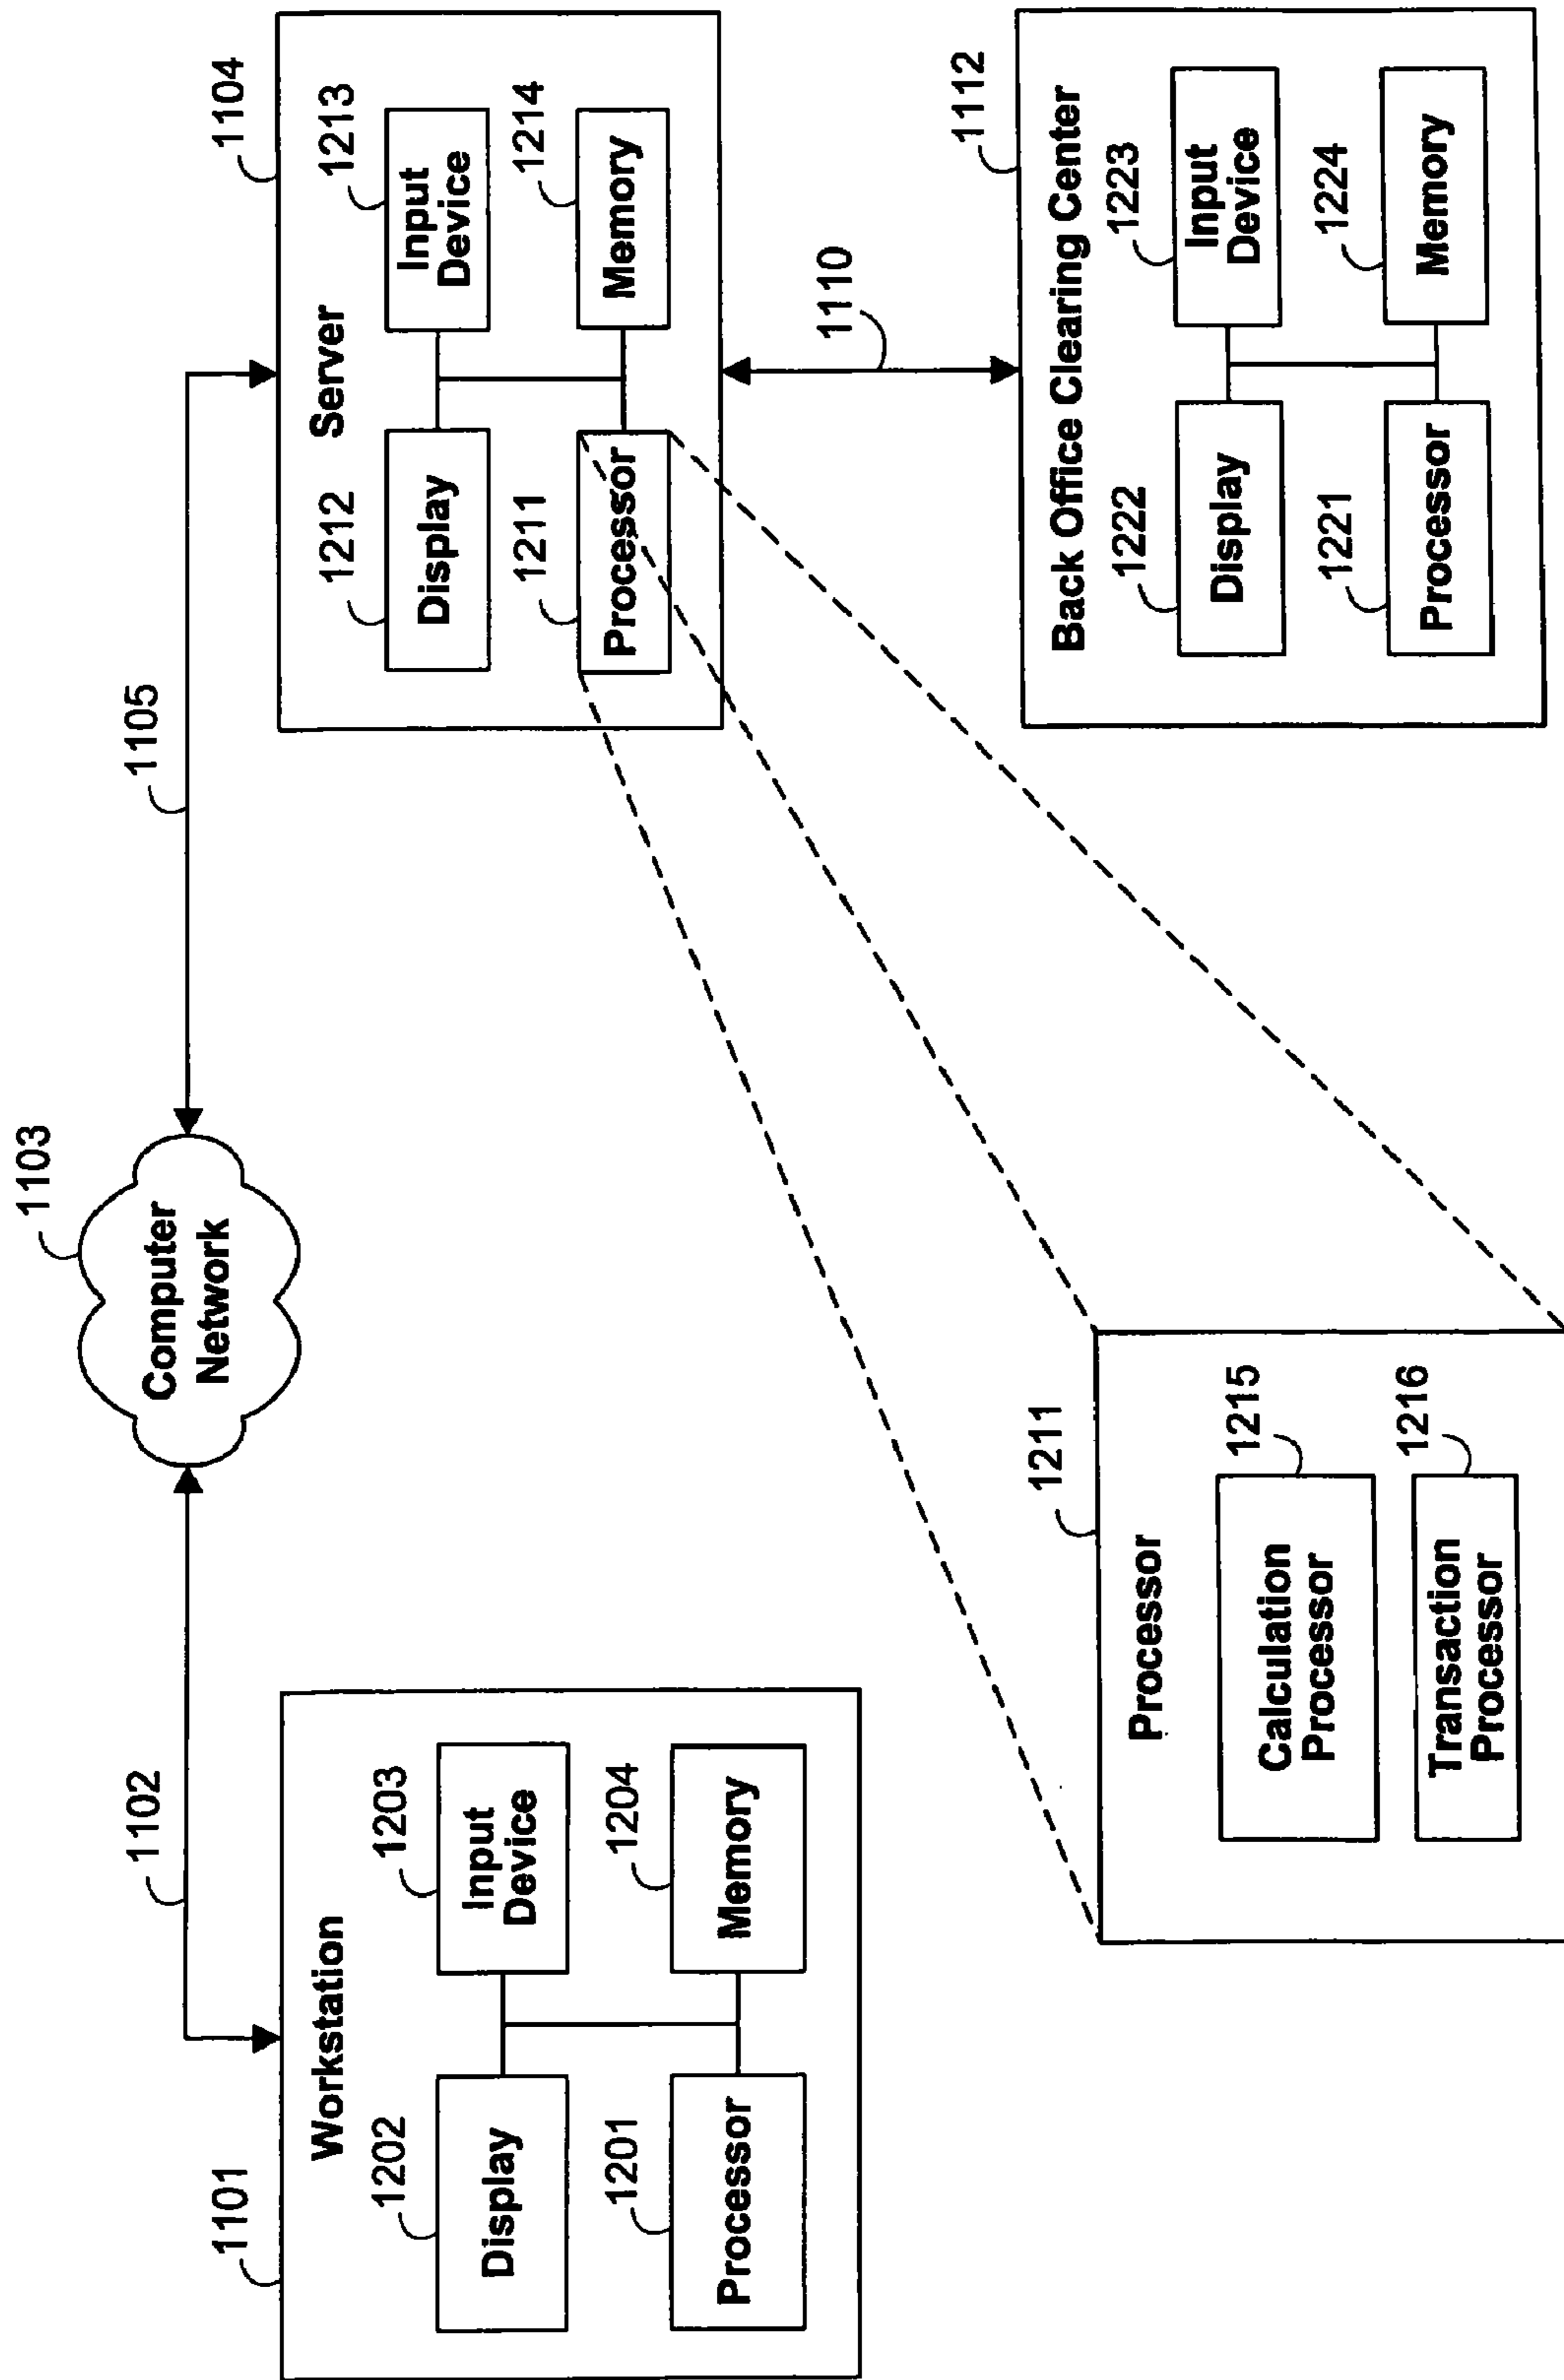 1103
Computer
Network
1102
1105
1101
Workstation
1202
Display
1203
Input
Device
1201
Processor
1204
Memory
1104
Server
1212
Display
1213
Input
Device
1211
Processor
1214
Memory
1110
1211
Processor
1215
Calculation
Processor
1216
Transaction
Processor
1112
Back Office Clearing Center
1222
Display
1223
Input
Device
1221
Processor
1224
Memory